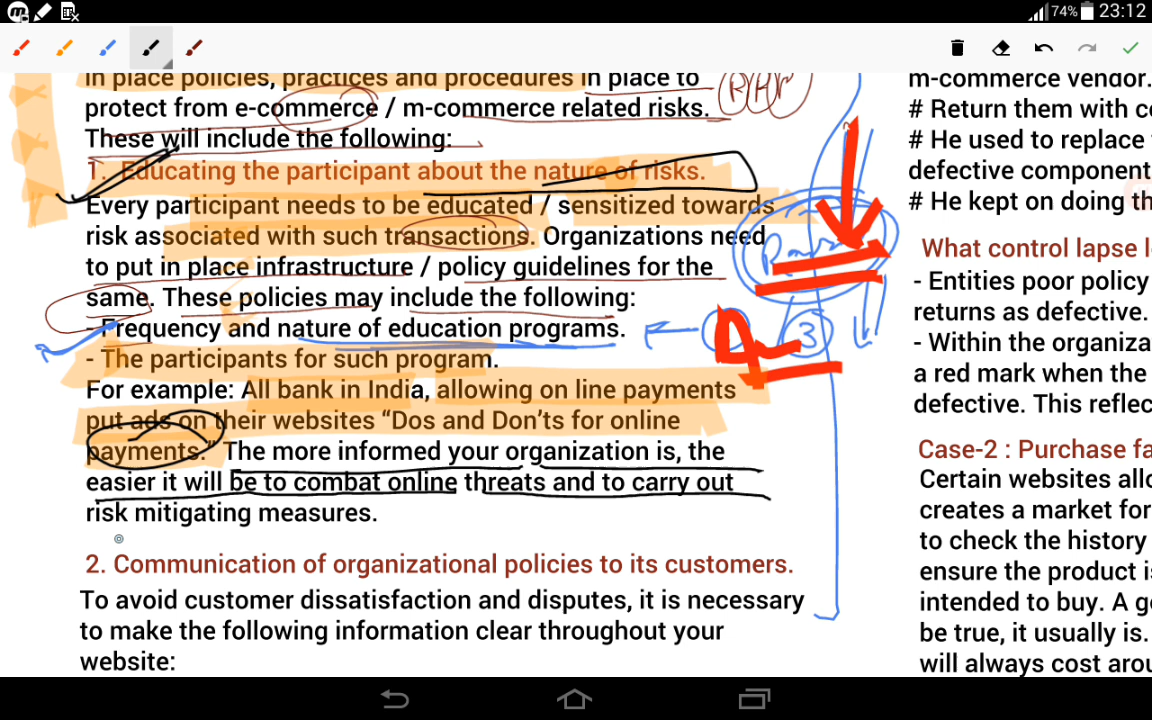 74% 23:12
in place policies, practices and procedures in place to
protect from e-commerce / m-commerce related risks.
These will include the following:
1. Educating the participant about the nature of risks.
Every participant needs to be educated / sensitized towards
risk associated with such transactions. Organizations need
to put in place infrastructure / policy guidelines for the
same. These policies may include the following:
- Frequency and nature of education programs.
- The participants for such program.
For example: All bank in India, allowing on line payments
put ads on their websites “Dos and Don’ts for online
payments.” The more informed your organization is, the
easier it will be to combat online threats and to carry out
risk mitigating measures.
2. Communication of organizational policies to its customers.
To avoid customer dissatisfaction and disputes, it is necessary
to make the following information clear throughout your
website:
3
m-commerce vendor.
# Return them with co
# He used to replace
defective component
# He kept on doing th
What control lapse l
- Entities poor policy
returns as defective.
- Within the organiza
a red mark when the
defective. This reflec
Case-2 : Purchase fa
Certain websites allo
creates a market for
to check the history
ensure the product i
intended to buy. A g
be true, it usually is.
will always cost arou